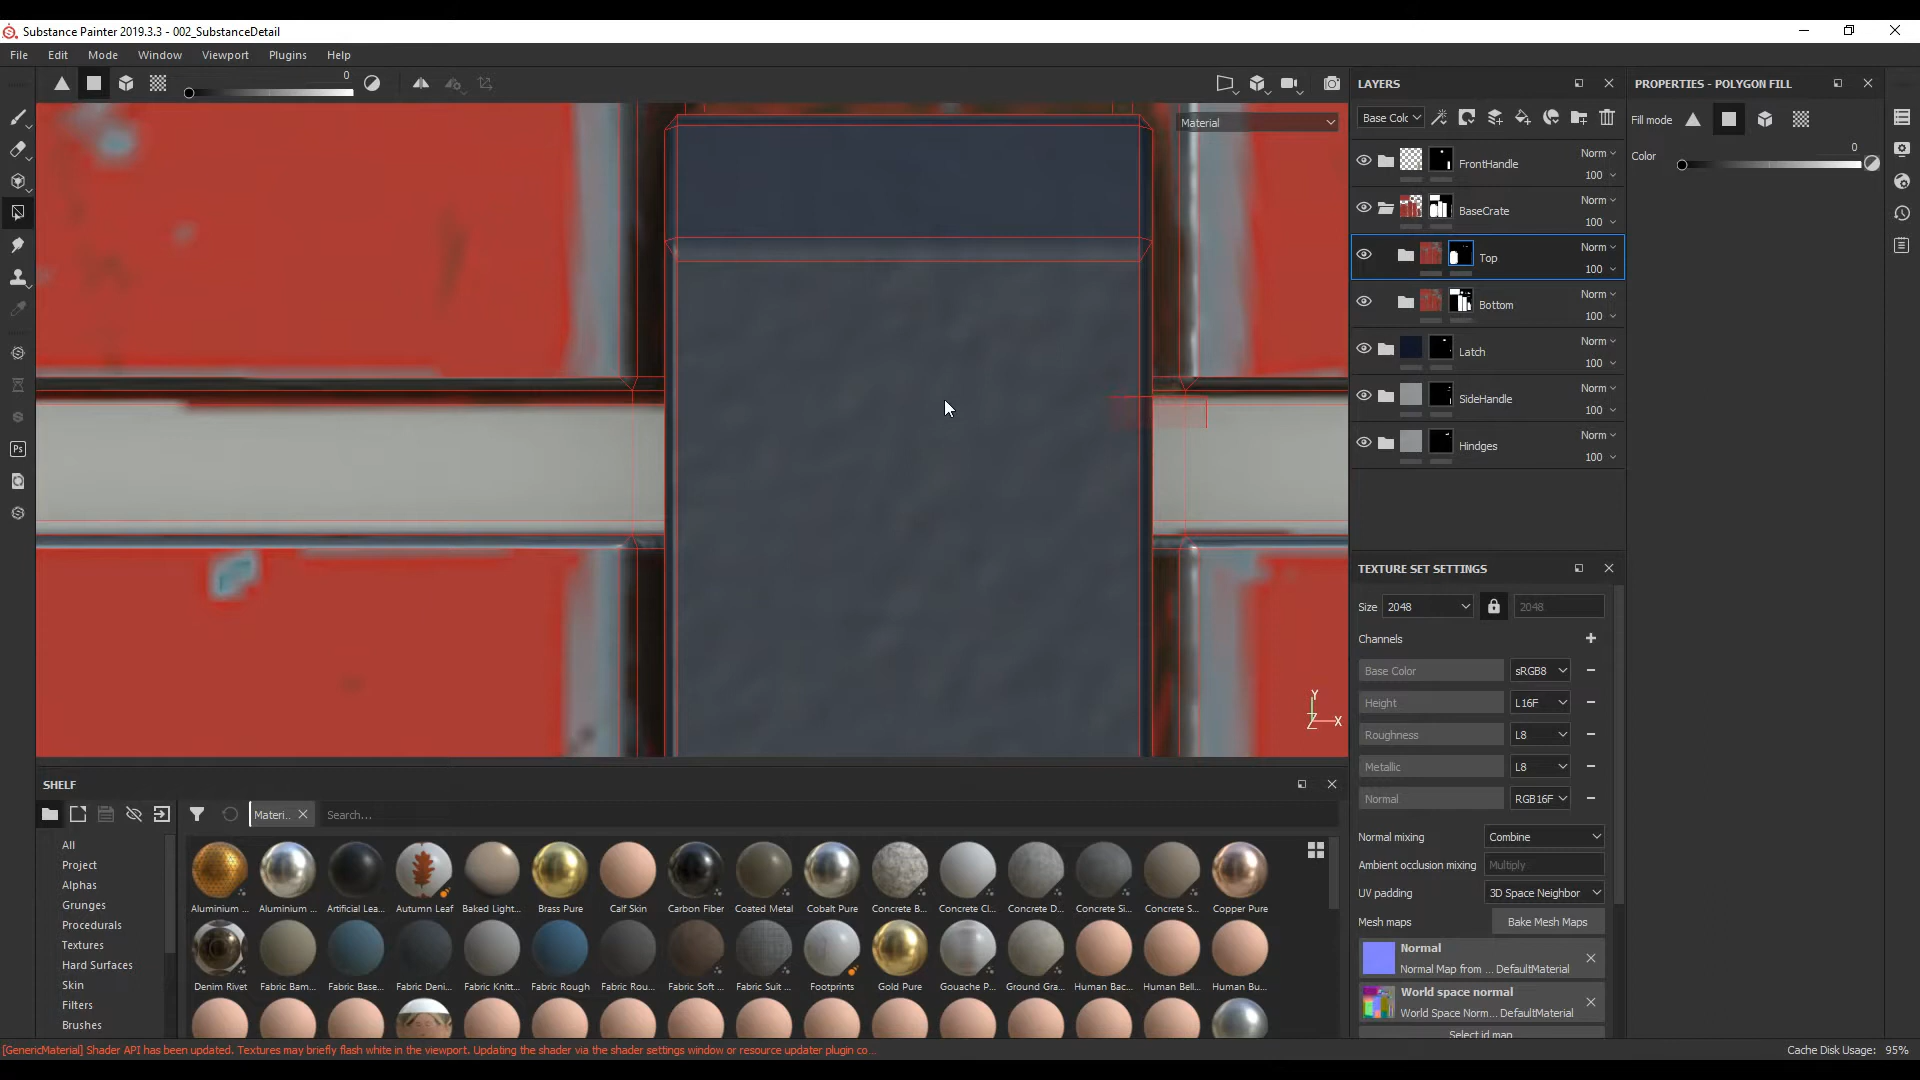 Substance Painter 2019.3.3 - 002_SubstanceDetail
File Edit Mode Window Viewport Plugins Help
0
Material
LAYERS
Base Colc
FrontHandle Norm 100
BaseCrate Norm 100
Top Norm 100
Bottom Norm 100
Latch Norm 100
SideHandle Norm 100
Hindges Norm 100
PROPERTIES - POLYGON FILL
Fill mode
Color 0
Y
Z X
Ps
TEXTURE SET SETTINGS
Size 2048 2048
Channels
Base Color sRGB8
Height L16F
Roughness L8
Metallic L8
Normal RGB16F
Normal mixing Combine
Ambient occlusion mixing Multiply
UV padding 3D Space Neighbor
Mesh maps Bake Mesh Maps
Normal
Normal Map from ... DefaultMaterial
World space normal
World Space Norm... DefaultMaterial
Select id map
SHELF
Materi.. Search...
All
Project
Alphas
Grunges
Procedurals
Textures
Hard Surfaces
Skin
Filters
Brushes
Aluminium ... Aluminium ... Artificial Lea... Autumn Leaf Baked Light... Brass Pure Calf Skin Carbon Fiber Coated Metal Cobalt Pure Concrete B... Concrete Cl... Concrete D... Concrete Si... Concrete S... Copper Pure
Denim Rivet Fabric Bam... Fabric Base... Fabric Deni... Fabric Knitt... Fabric Rough Fabric Rou... Fabric Soft ... Fabric Suit ... Footprints Gold Pure Gouache P... Ground Gra... Human Bac... Human Bell... Human Bu...
[GenericMaterial] Shader API has been updated. Textures may briefly flash white in the viewport. Updating the shader via the shader settings window or resource updater plugin co ...
Cache Disk Usage: 95%